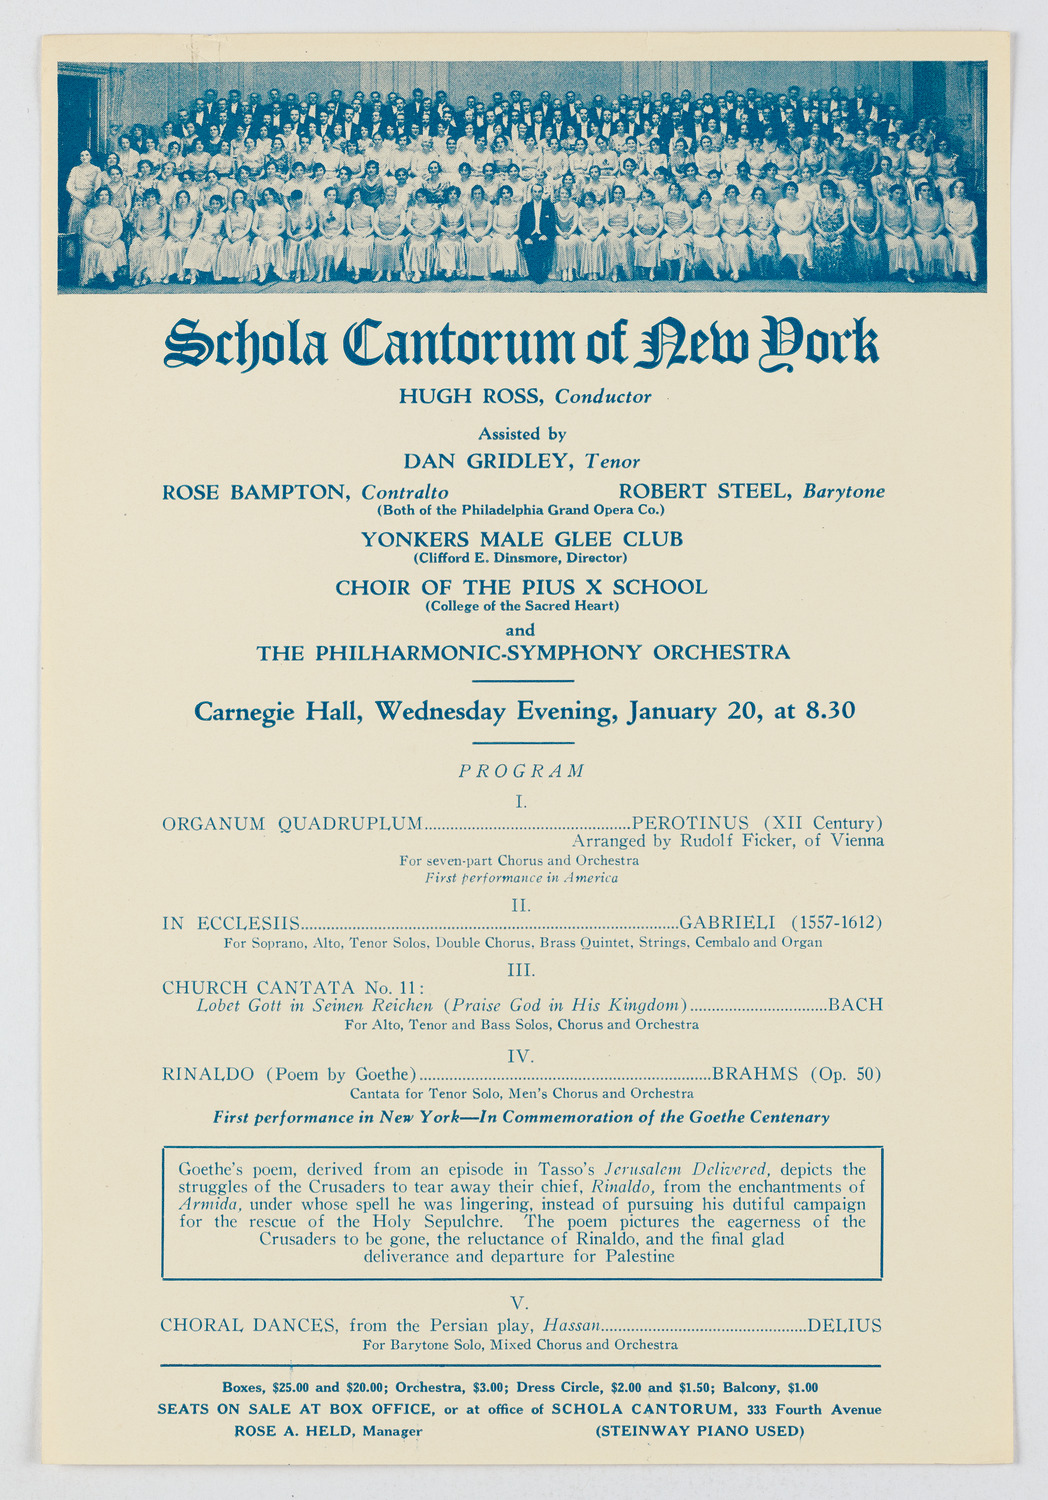 Schola Cantorum of New York
HUGH ROSS, Conductor
Assisted by
DAN GRIDLEY, Tenor
ROSE BAMPTON, Contralto ROBERT STEEL, Barytone
(Both of the Philadelphia Grand Opera Co.)
YONKERS MALE GLEE CLUB
(Clifford E. Dinsmore, Director)
CHOIR OF THE PIUS X SCHOOL
(College of the Sacred Heart)
and
THE PHILHARMONIC-SYMPHONY ORCHESTRA
Carnegie Hall, Wednesday Evening, January 20, at 8.30
PROGRAM
I.
ORGANUM QUADRUPLUM..................................................PEROTINUS (XII Century)
Arranged by Rudolf Ficker, of Vienna
For seven-part Chorus and Orchestra
First performance in America
II.
IN ECCLESIIS............................................................................................GABRIELI (1557-1612)
For Soprano, Alto, Tenor Solos, Double Chorus, Brass Quintet, Strings, Cembalo and Organ
III.
CHURCH CANTATA No. 11:
Lobet Gott in Seinen Reichen (Praise God in His Kingdom).................................BACH
For Alto, Tenor and Bass Solos, Chorus and Orchestra
IV.
RINALDO (Poem by Goethe).......................................................................BRAHMS (Op. 50)
Cantata for Tenor Solo, Men's Chorus and Orchestra
First performance in New York—In Commemoration of the Goethe Centenary
Goethe's poem, derived from an episode in Tasso's Jerusalem Delivered, depicts the
struggles of the Crusaders to tear away their chief, Rinaldo, from the enchantments of
Armida, under whose spell he was lingering, instead of pursuing his dutiful campaign
for the rescue of the Holy Sepulchre. The poem pictures the eagerness of the
Crusaders to be gone, the reluctance of Rinaldo, and the final glad
deliverance and departure for Palestine
V.
CHORAL DANCES, from the Persian play, Hassan..................................................DELIUS
For Barytone Solo, Mixed Chorus and Orchestra
Boxes, $25.00 and $20.00; Orchestra, $3.00; Dress Circle, $2.00 and $1.50; Balcony, $1.00
SEATS ON SALE AT BOX OFFICE, or at office of SCHOLA CANTORUM, 333 Fourth Avenue
ROSE A. HELD, Manager (STEINWAY PIANO USED)